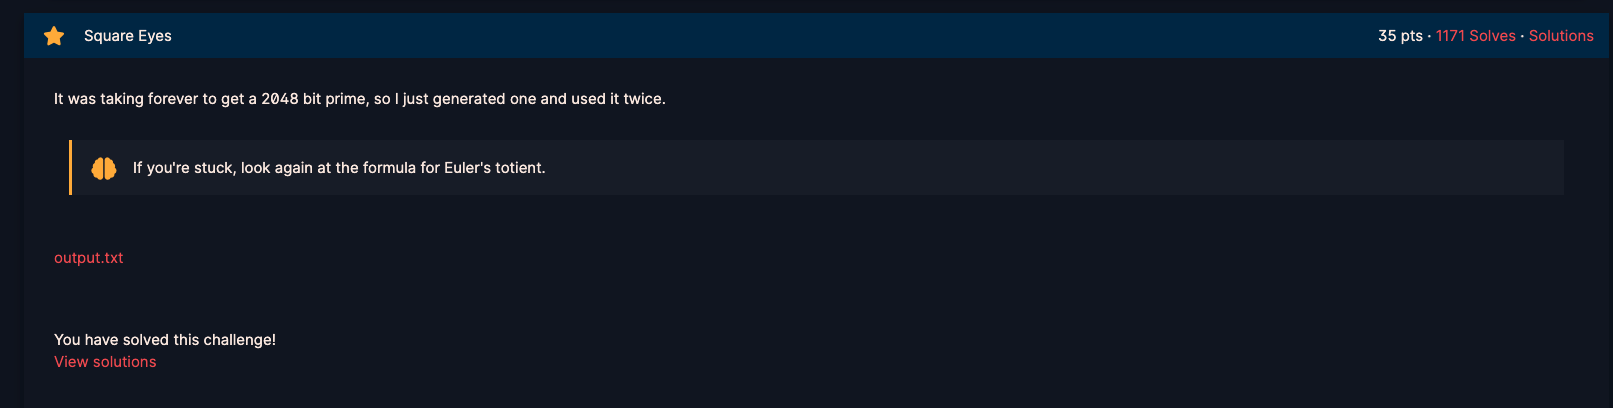 Square Eyes
35 pts · 1171 Solves · Solutions
It was taking forever to get a 2048 bit prime, so I just generated one and used it twice.
If you're stuck, look again at the formula for Euler's totient.
output.txt
You have solved this challenge!
View solutions